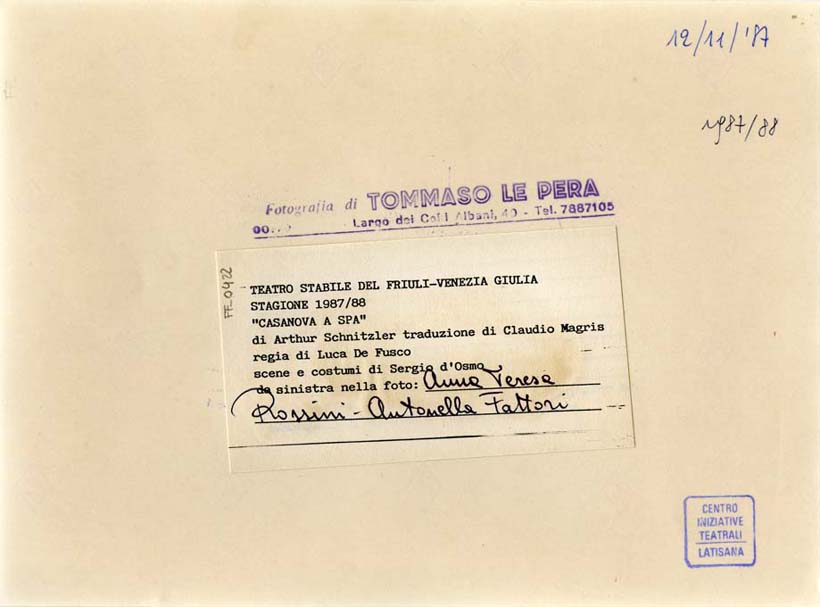 12/11/'87
1987/88
Fotografia di TOMMASO LE PERA
00
Largo dei Colli Albani, 40 - Tel. 7887105
FF_0422
TEATRO STABILE DEL FRIULI-VENEZIA GIULIA
STAGIONE 1987/88
"CASANOVA A SPA"
di Arthur Schnitzler traduzione di Claudio Magris
regia di Luca De Fusco
scene e costumi di Sergio d'Osmo
da sinistra nella foto: Anna Teresa
Rossini - Antonella Fattori
CENTRO
INIZIATIVE
TEATRALI
LATISANA